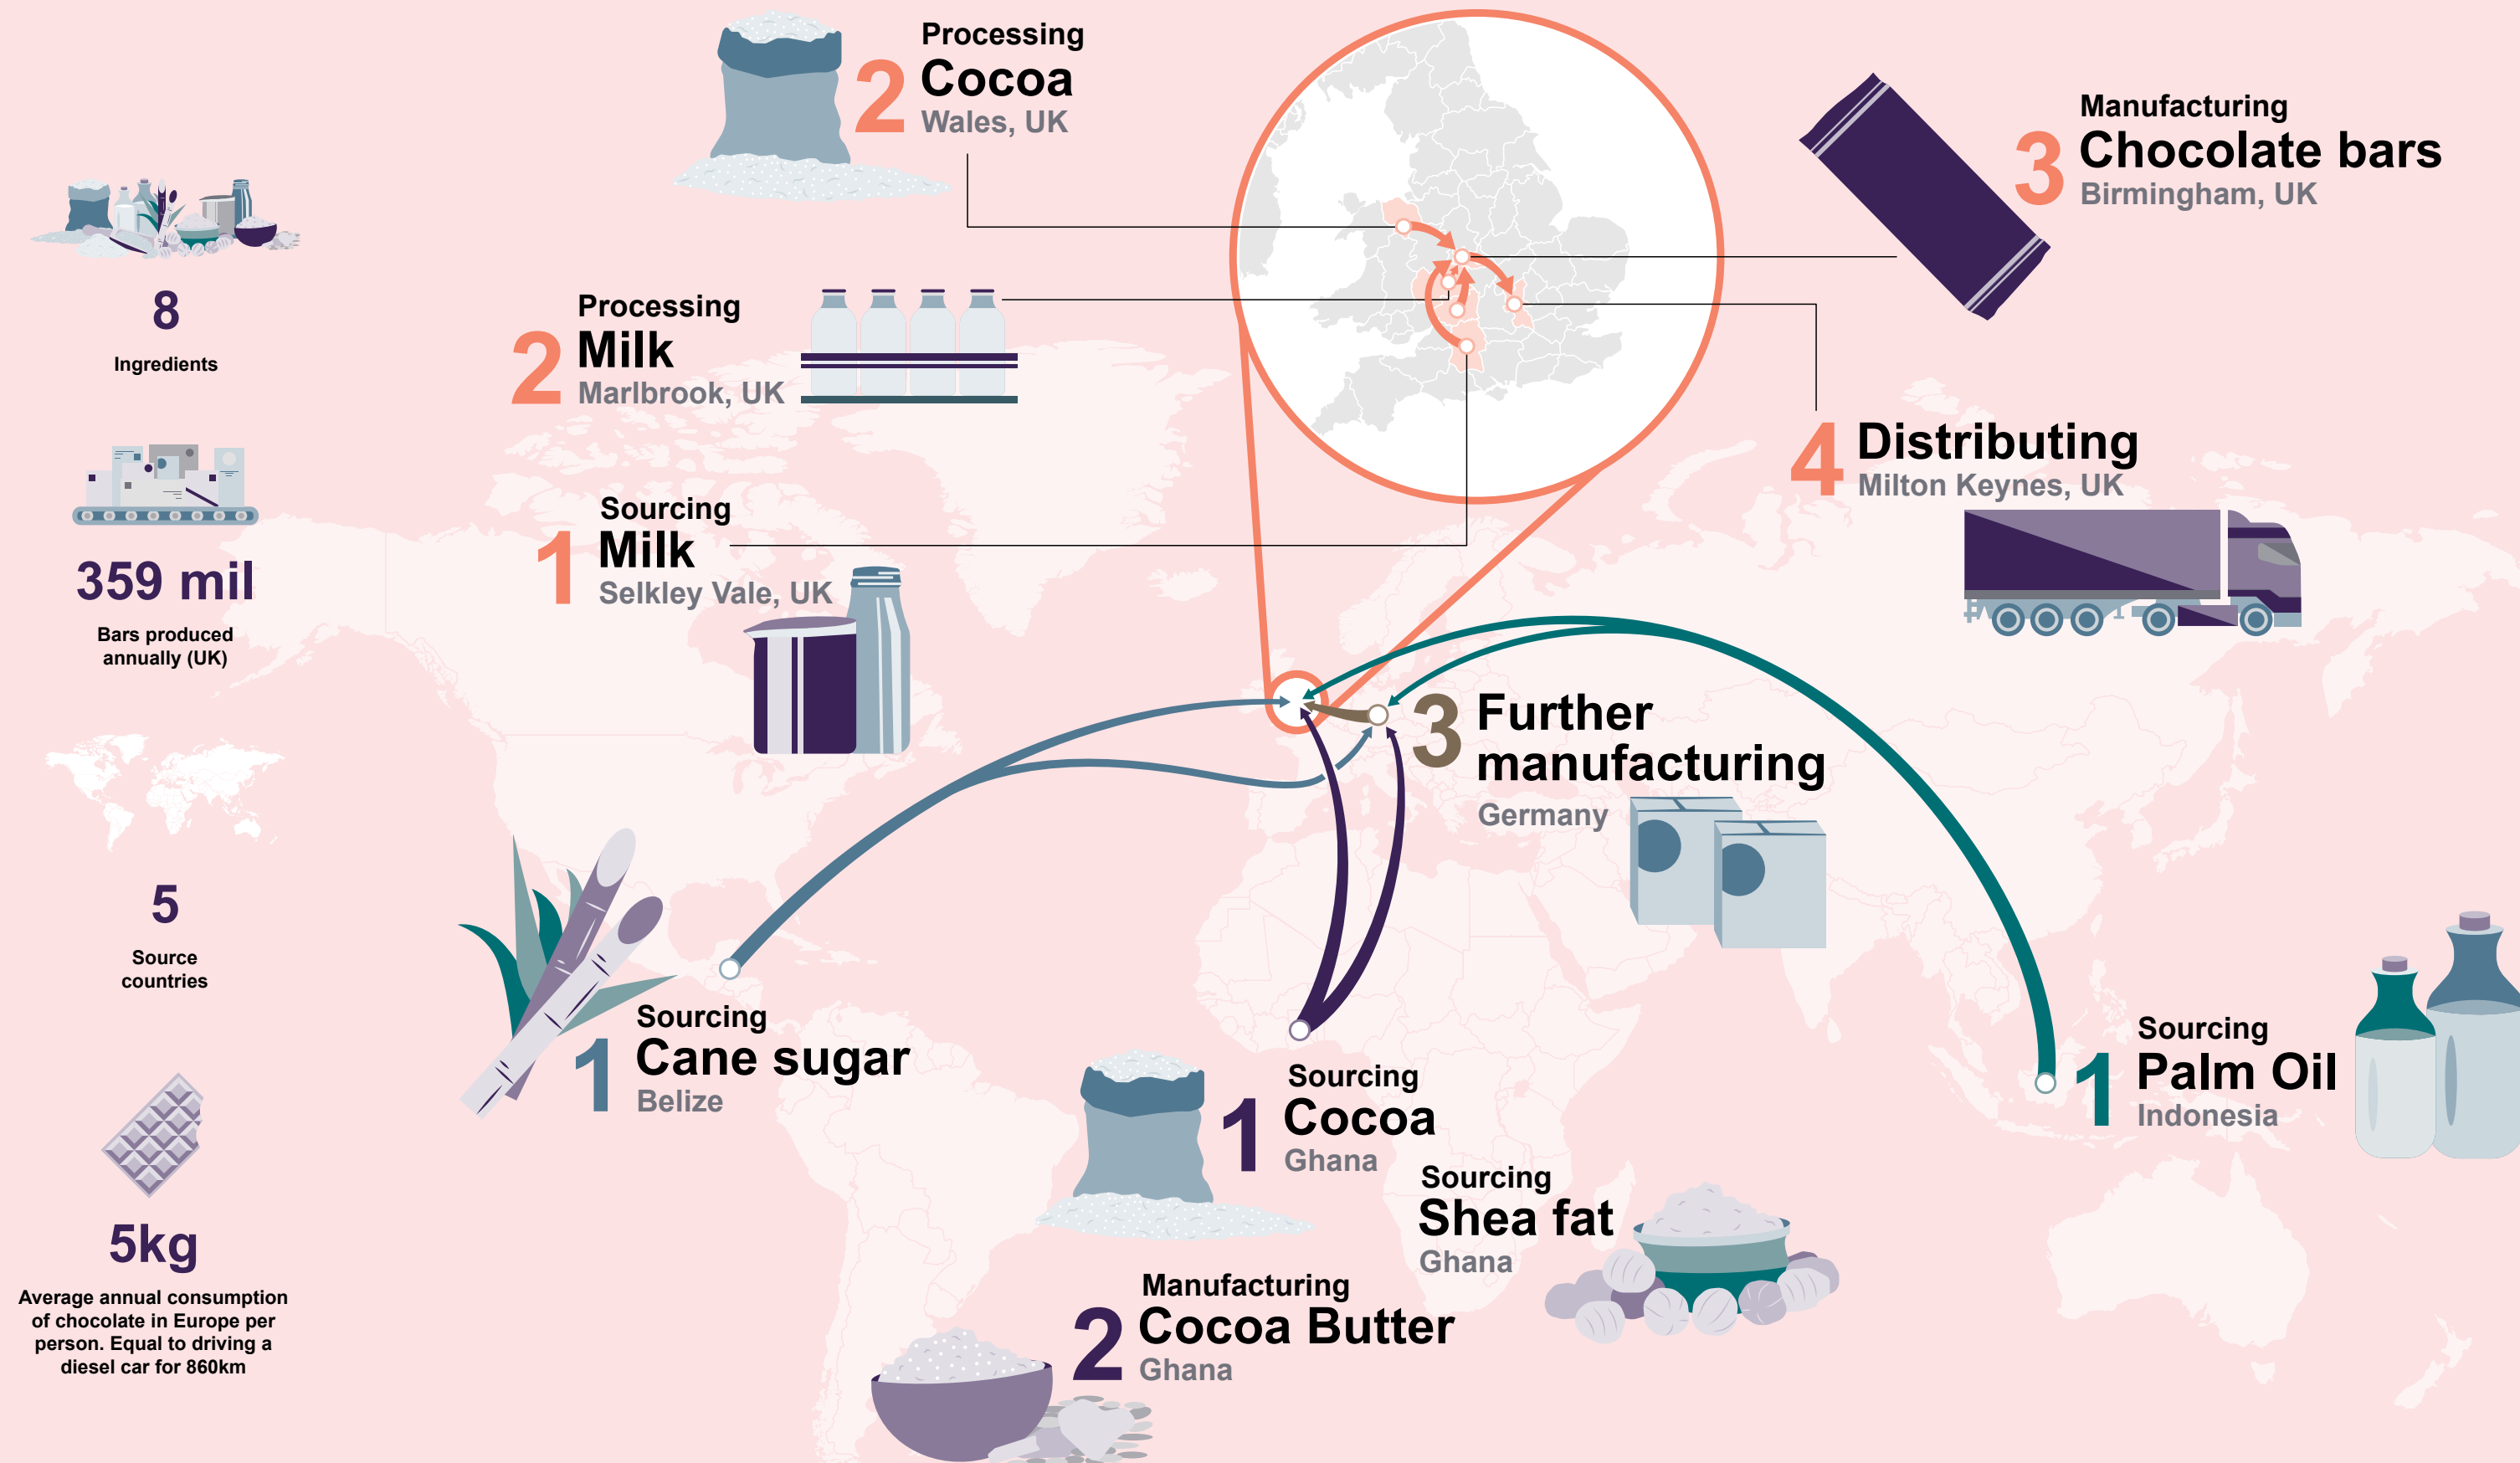 8
Ingredients
359 mil
Bars produced
annually (UK)
5
Source
countries
5kg
Average annual consumption
of chocolate in Europe per
person. Equal to driving a
diesel car for 860km
Processing
2 Cocoa
Wales, UK
Processing
2 Milk
Marlbrook, UK
Sourcing
1 Milk
Selkley Vale, UK
Manufacturing
3 Chocolate bars
Birmingham, UK
4 Distributing
Milton Keynes, UK
3 Further
manufacturing
Germany
Sourcing
1 Cane sugar
Belize
Sourcing
1 Cocoa
Ghana
Sourcing
Shea fat
Ghana
Manufacturing
2 Cocoa Butter
Ghana
Sourcing
1 Palm Oil
Indonesia